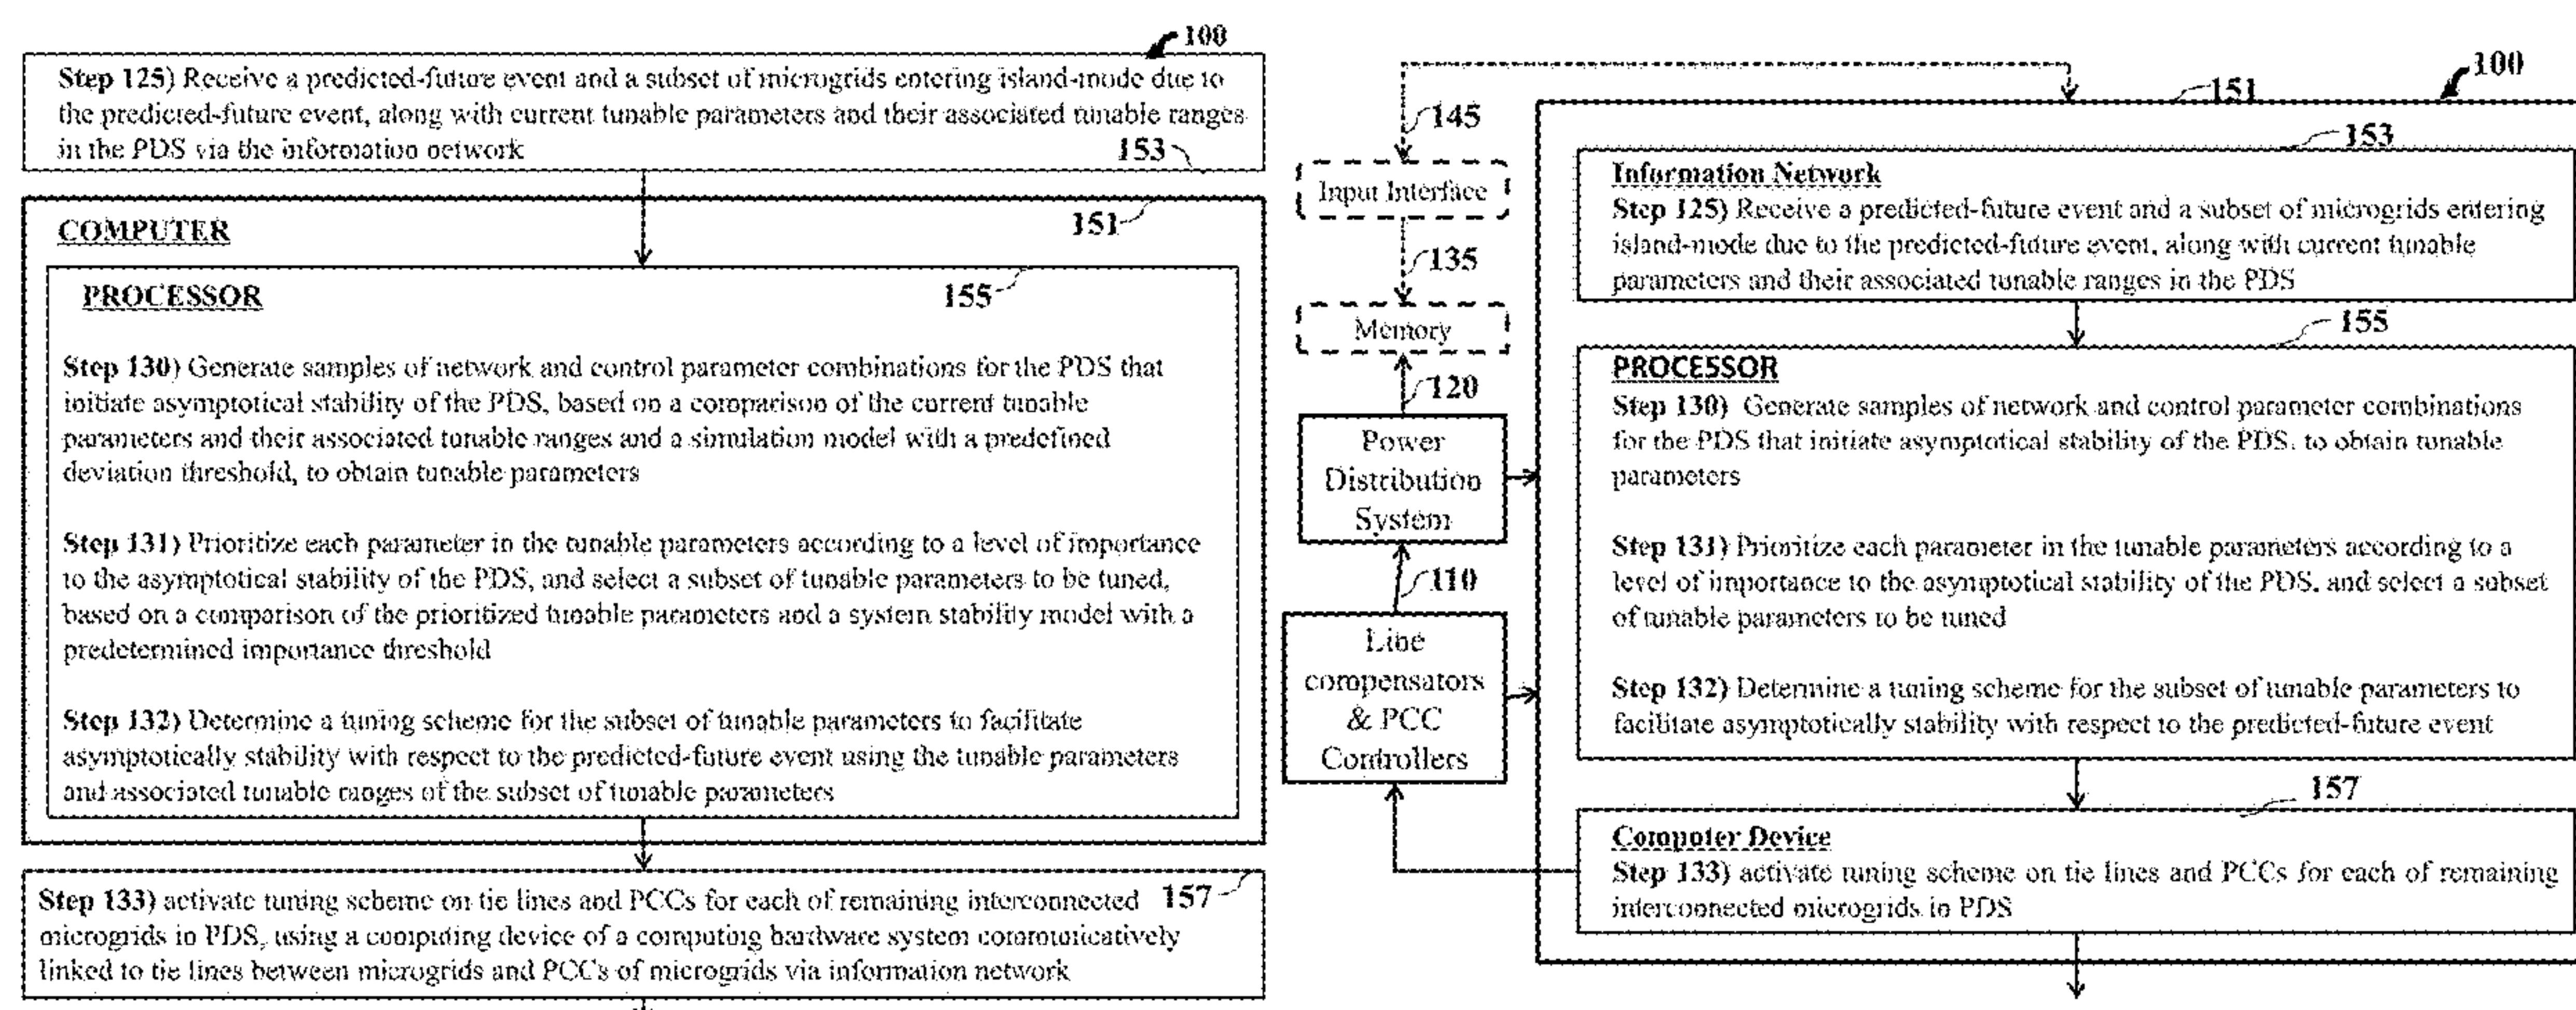 100
Step 125) Receive a predicted-future event and a subset of microgrids entering island-mode due to
the predicted-future event, along with current tunable parameters and their associated tunable ranges
in the PDS via the information network
153
COMPUTER
151
PROCESSOR
155
Step 130) Generate samples of network and control parameter combinations for the PDS that
initiate asymptotical stability of the PDS, based on a comparison of the current tunable
parameters and their associated tunable ranges and a simulation model with a predefined
deviation threshold, to obtain tunable parameters
Step 131) Prioritize each parameter in the tunable parameters according to a level of importance
to the asymptotical stability of the PDS, and select a subset of tunable parameters to be tuned,
based on a comparison of the prioritized tunable parameters and a system stability model with a
predetermined importance threshold
Step 132) Determine a tuning scheme for the subset of tunable parameters to facilitate
asymptotically stability with respect to the predicted-future event using the tunable parameters
and associated tunable ranges of the subset of tunable parameters
Step 133) activate tuning scheme on tie lines and PCCs for each of remaining interconnected
157
microgrids in PDS, using a computing device of a computing hardware system communicatively
linked to tie lines between microgrids and PCCs of microgrids via information network
145
Input Interface
135
Memory
120
Power
Distribution
System
110
Line
compensators
& PCC
Controllers
100
151
153
Information Network
Step 125) Receive a predicted-future event and a subset of microgrids entering
island-mode due to the predicted-future event, along with current tunable
parameters and their associated tunable ranges in the PDS
155
PROCESSOR
Step 130) Generate samples of network and control parameter combinations
for the PDS that initiate asymptotical stability of the PDS, to obtain tunable
parameters
Step 131) Prioritize each parameter in the tunable parameters according to a
level of importance to the asymptotical stability of the PDS, and select a subset
of tunable parameters to be tuned
Step 132) Determine a tuning scheme for the subset of tunable parameters to
facilitate asymptotically stability with respect to the predicted-future event
157
Computer Device
Step 133) activate tuning scheme on tie lines and PCCs for each of remaining
interconnected microgrids in PDS